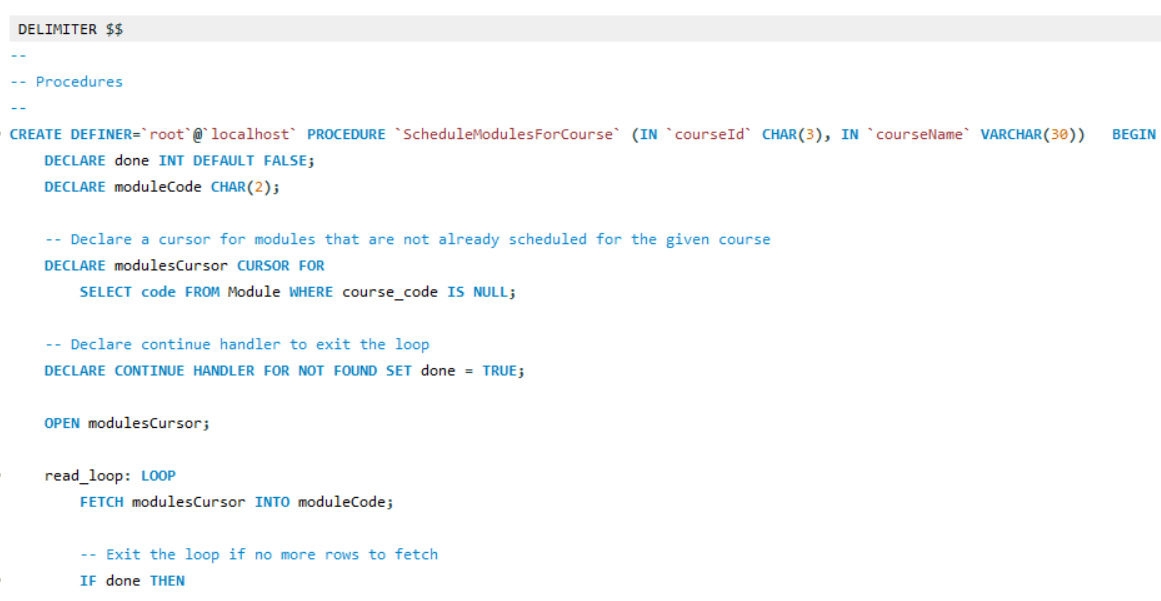 DELIMITER $$
--
-- Procedures
--
CREATE DEFINER=`root`@`localhost` PROCEDURE `ScheduleModulesForCourse` (IN `courseId` CHAR(3), IN `courseName` VARCHAR(30))   BEGIN
    DECLARE done INT DEFAULT FALSE;
    DECLARE moduleCode CHAR(2);
    -- Declare a cursor for modules that are not already scheduled for the given course
    DECLARE modulesCursor CURSOR FOR
        SELECT code FROM Module WHERE course_code IS NULL;
    -- Declare continue handler to exit the loop
    DECLARE CONTINUE HANDLER FOR NOT FOUND SET done = TRUE;
    OPEN modulesCursor;
    read_loop: LOOP
        FETCH modulesCursor INTO moduleCode;
        -- Exit the loop if no more rows to fetch
        IF done THEN